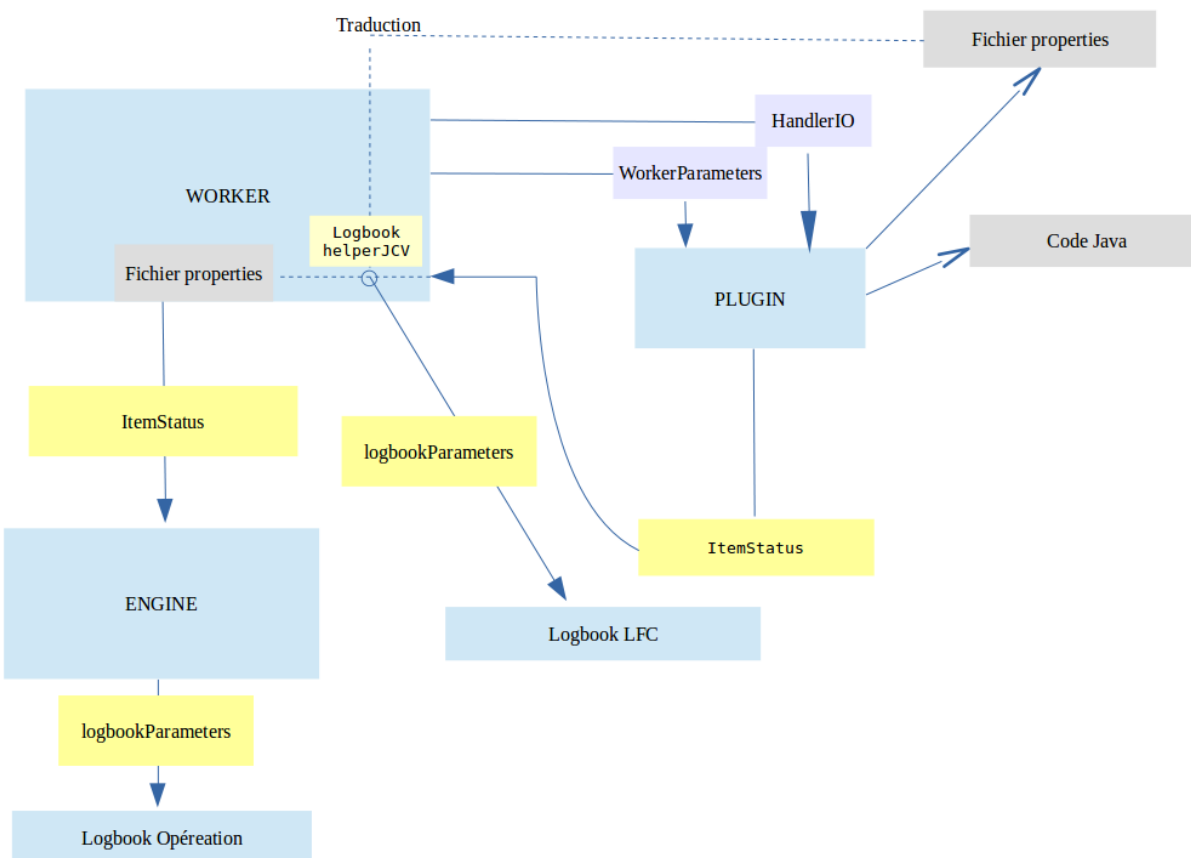 Traduction
Fichier properties
HandlerIO
WorkerParameters
WORKER
Logbook
helperJCV
Fichier properties
Code Java
PLUGIN
ItemStatus
logbookParameters
ItemStatus
ENGINE
Logbook LFC
logbookParameters
Logbook Opéreation